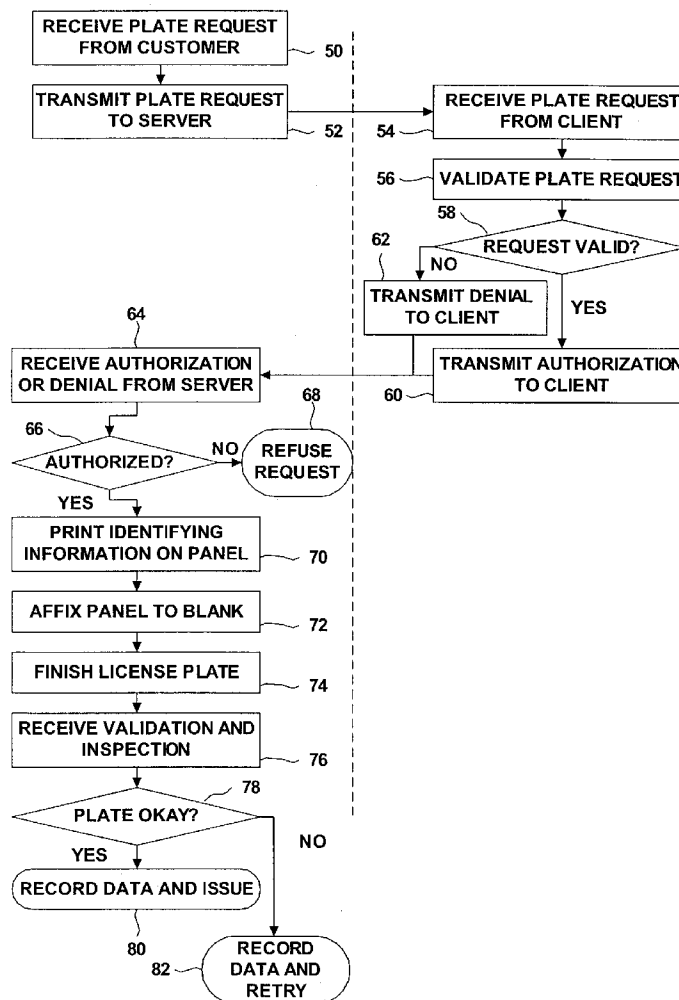 RECEIVE PLATE REQUEST
FROM CUSTOMER
50
TRANSMIT PLATE REQUEST
TO SERVER
52
RECEIVE PLATE REQUEST
FROM CLIENT
54
56
VALIDATE PLATE REQUEST
58
REQUEST VALID?
62
NO
TRANSMIT DENIAL
TO CLIENT
YES
64
RECEIVE AUTHORIZATION
OR DENIAL FROM SERVER
TRANSMIT AUTHORIZATION
TO CLIENT
60
66
AUTHORIZED?
NO
68
REFUSE
REQUEST
YES
PRINT IDENTIFYING
INFORMATION ON PANEL
70
AFFIX PANEL TO BLANK
72
FINISH LICENSE PLATE
74
RECEIVE VALIDATION AND
INSPECTION
76
78
PLATE OKAY?
NO
YES
RECORD DATA AND ISSUE
80
82
RECORD
DATA AND
RETRY